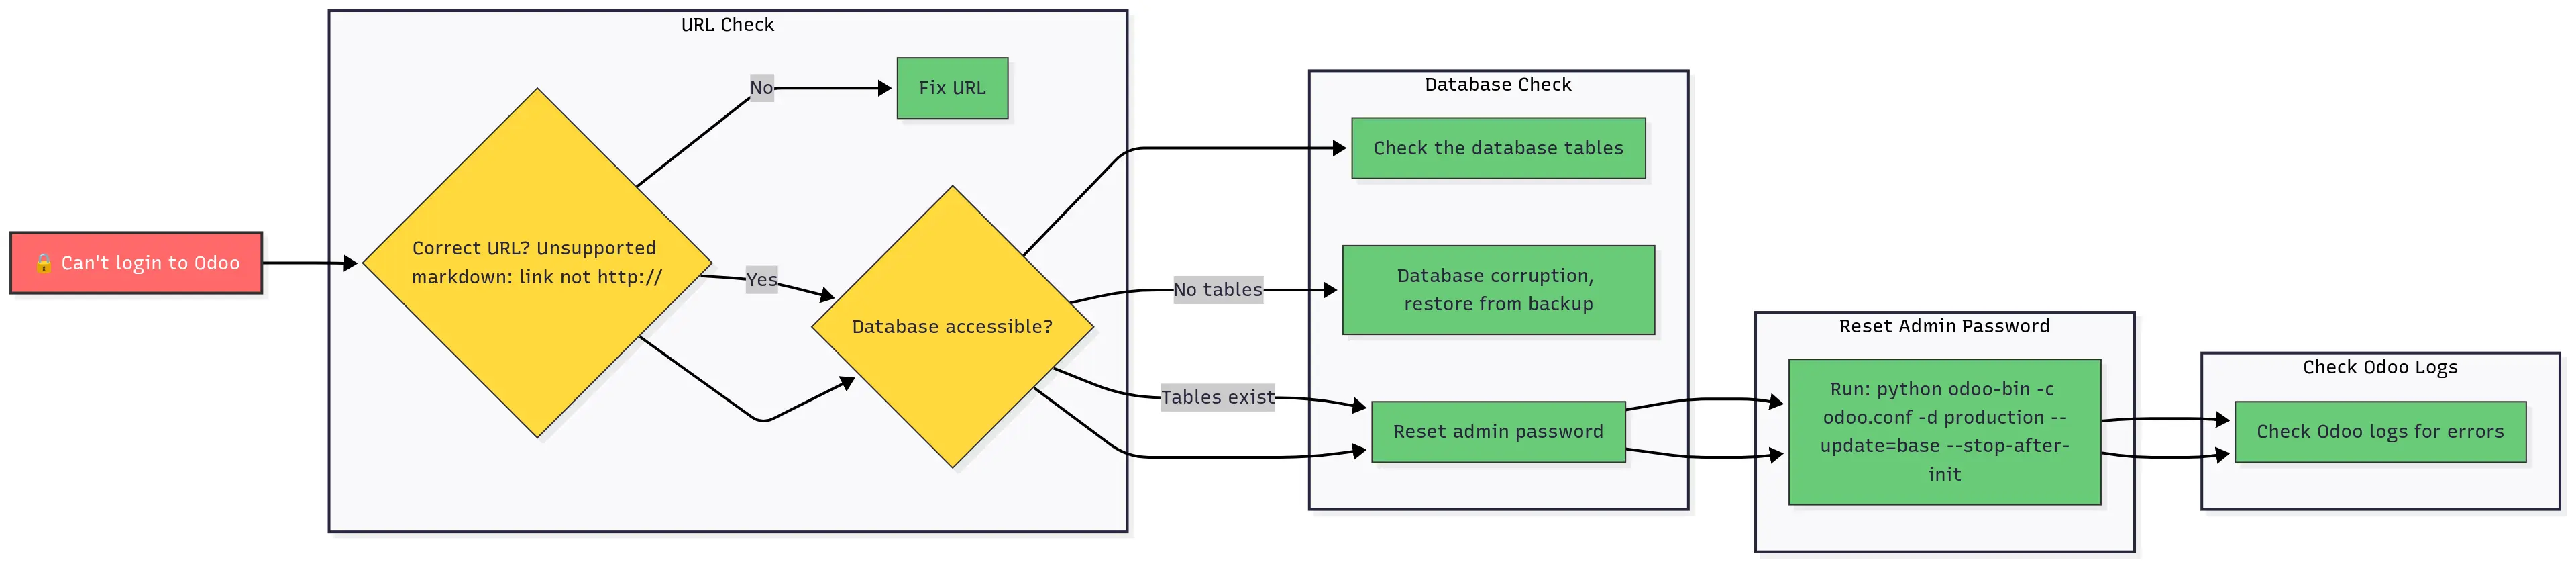 URL Check
No
Fix URL
🔒 Can't login to Odoo
Correct URL? Unsupported
markdown: link not http://
Yes
Database accessible?
Database Check
Check the database tables
No tables
Database corruption,
restore from backup
Tables exist
Reset admin password
Reset Admin Password
Run: python odoo-bin -c
odoo.conf -d production --
update=base --stop-after-
init
Check Odoo Logs
Check Odoo logs for errors